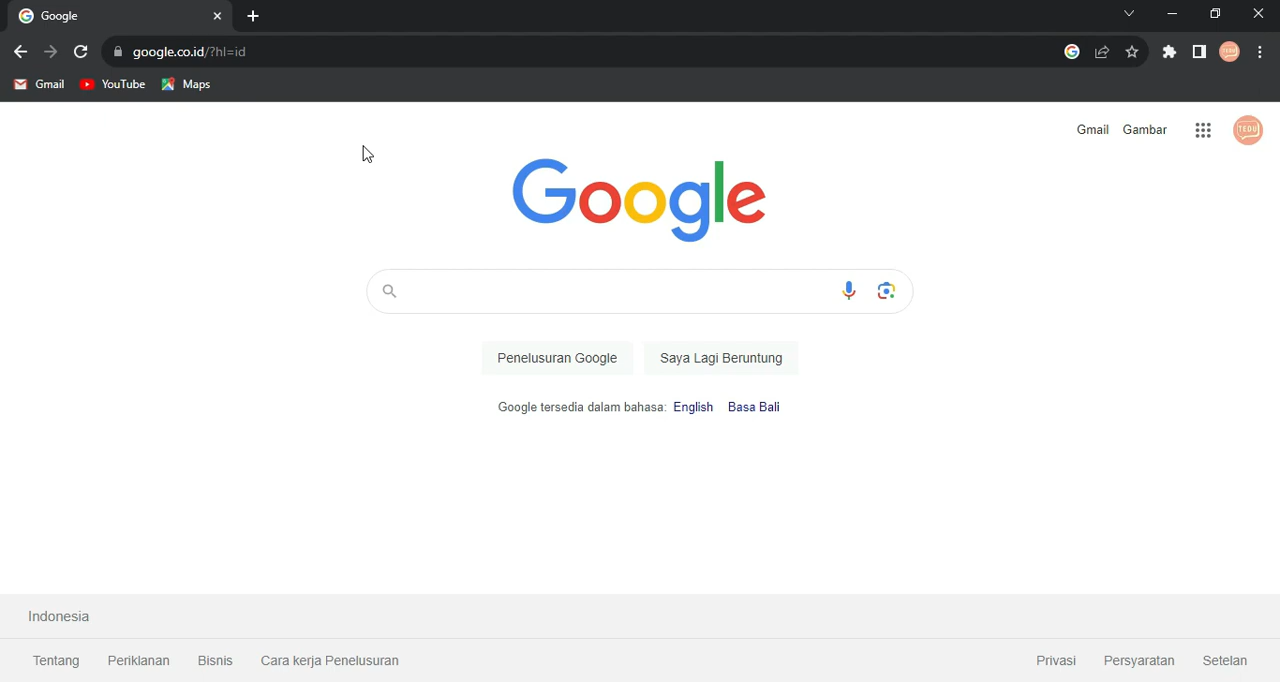 Google
google.co.id/?hl=id
Gmail YouTube Maps
Gmail Gambar
TEDU
Google
Penelusuran Google Saya Lagi Beruntung
Google tersedia dalam bahasa: English Basa Bali
Indonesia
Tentang Periklanan Bisnis Cara kerja Penelusuran Privasi Persyaratan Setelan